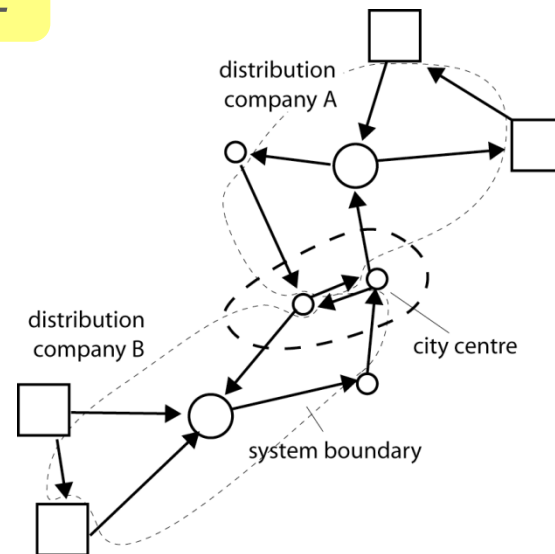 distribution
company A
distribution
company B
city centre
system boundary